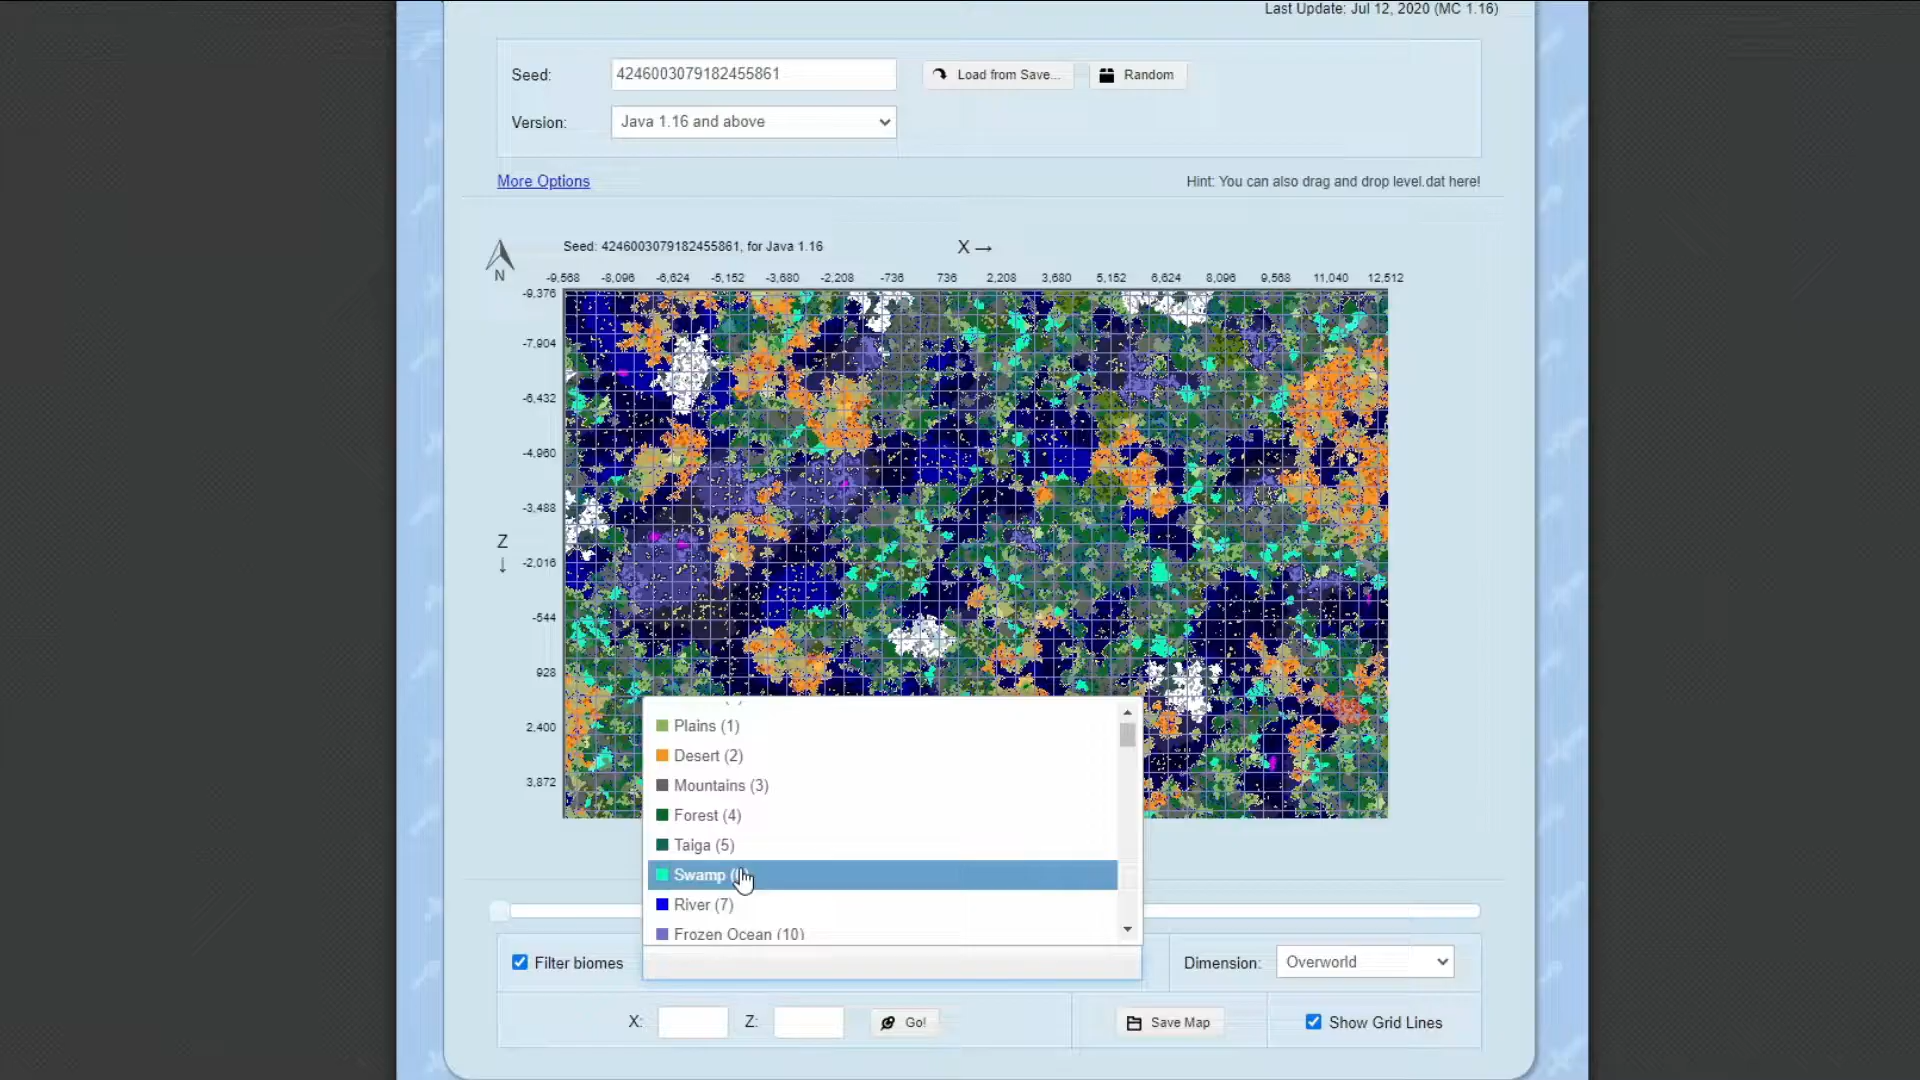 Last Update: Jul 12, 2020 (MC 1.16)
Seed: 4246003079182455861 Load from Save... Random
Version: Java 1.16 and above
More Options Hint: You can also drag and drop level.dat here!
Seed: 4246003079182455861, for Java 1.16 X →
N
-9,568 -8,096 -6,624 -5,152 -3,680 -2,208 -736 736 2,208 3,680 5,152 6,624 8,096 9,568 11,040 12,512
-9,376
-7,904
-6,432
-4,960
-3,488
Z
↓
-2,016
-544
928
2,400
3,872
Plains (1)
Desert (2)
Mountains (3)
Forest (4)
Taiga (5)
Swamp
River (7)
Frozen Ocean (10)
Filter biomes Dimension: Overworld
X: Z: Go! Save Map Show Grid Lines